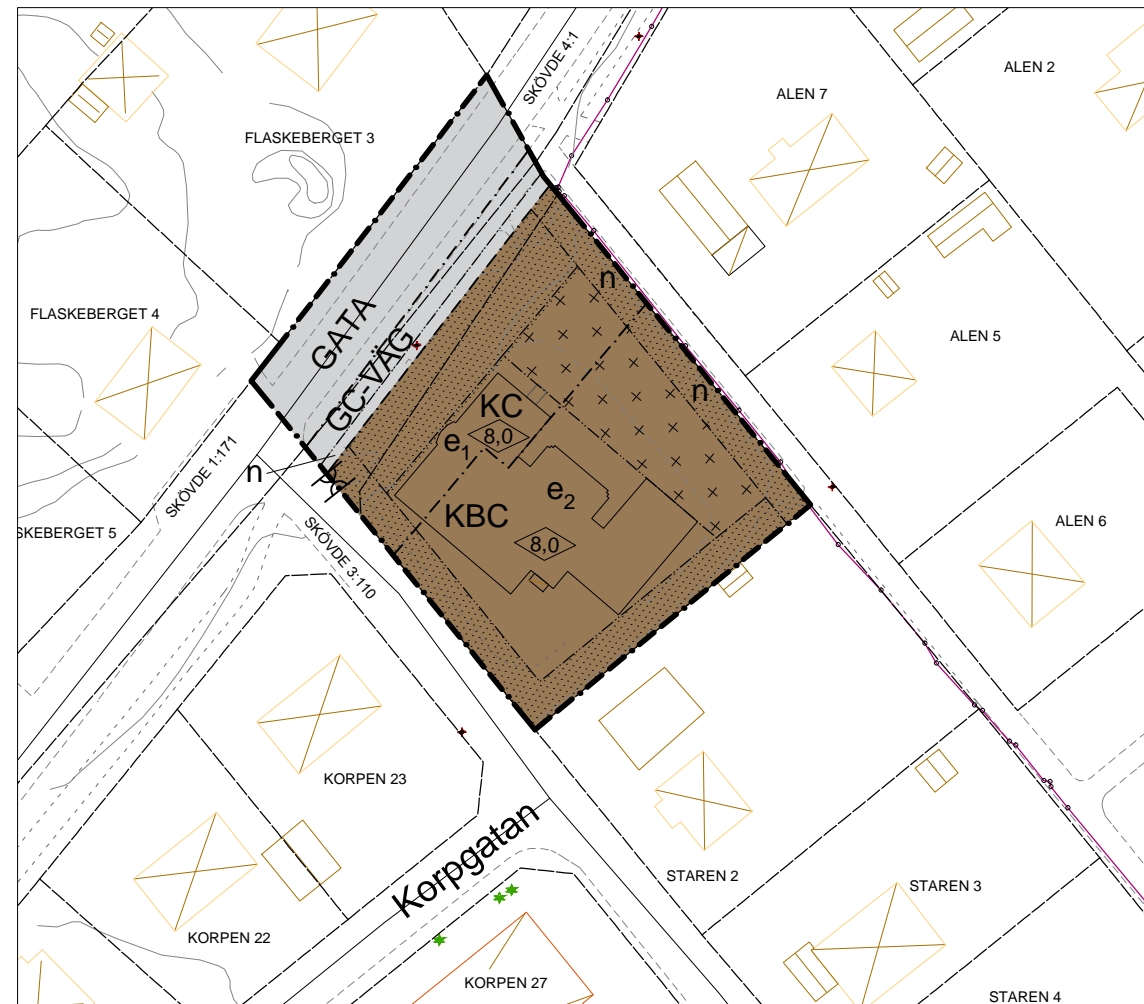 ALEN 2
SKÖVDE 4:1
ALEN 7
FLASKEBERGET 3
n
FLASKEBERGET 4
GATA
ALEN 5
GC-VÄG
n
KC
8,0
e1
n
SKÖVDE 1:171
e2
KBC
ALEN 6
SKEBERGET 5
8,0
SKÖVDE 3:110
KORPEN 23
Korpgatan
STAREN 2
STAREN 3
KORPEN 22
KORPEN 27
STAREN 4